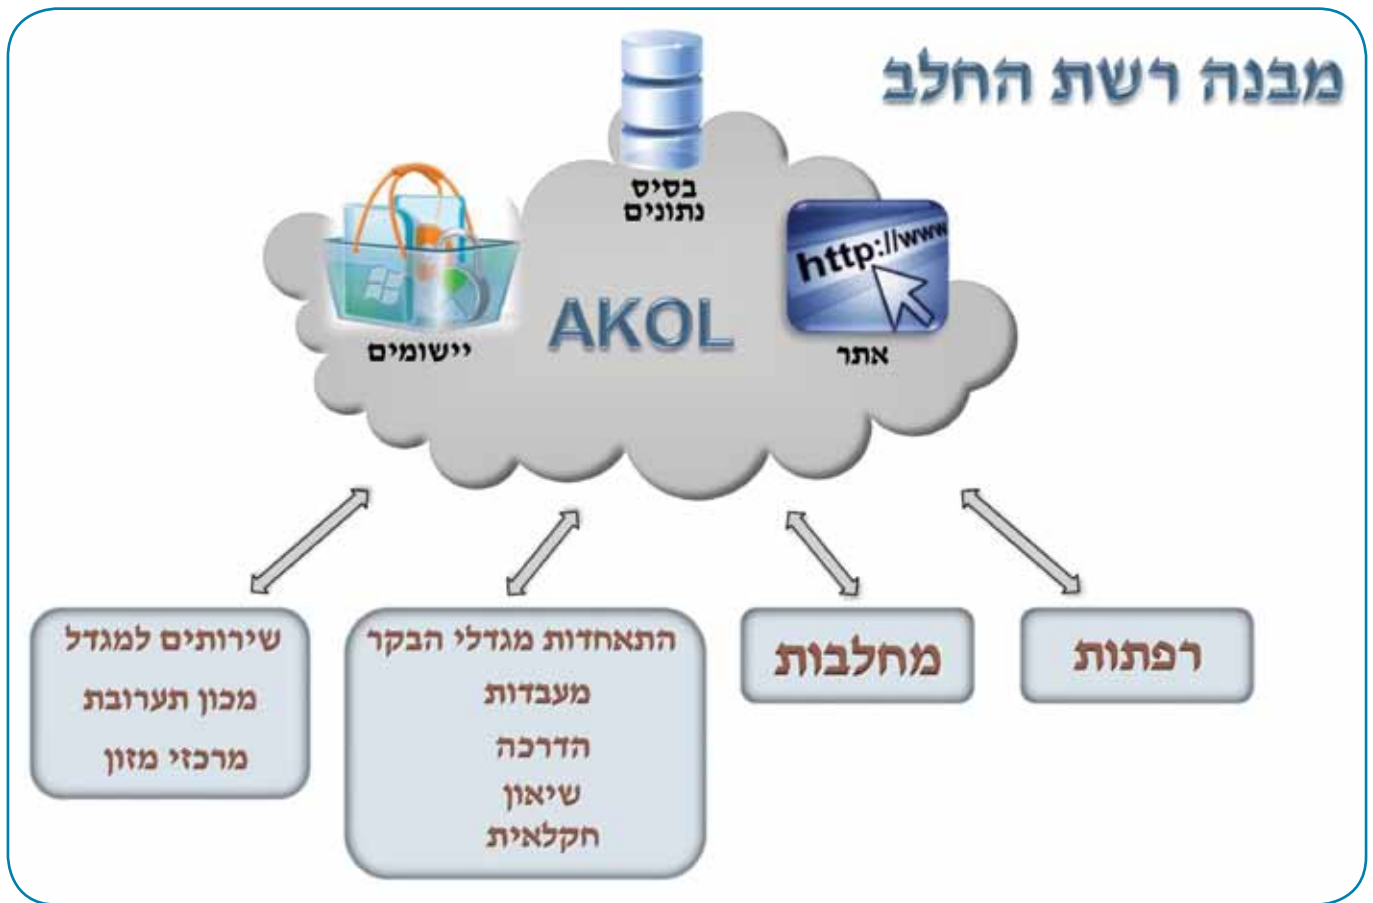 מבנה רשת החלב
בסיס
נתונים
http://www
אתר
AKOL
יישומים
רפתות
מחלבות
התאחדות מגדלי הבקר
מעבדות
הדרכה
שיאון
חקלאית
שירותים למגדל
מכון תערובת
מרכזי מזון